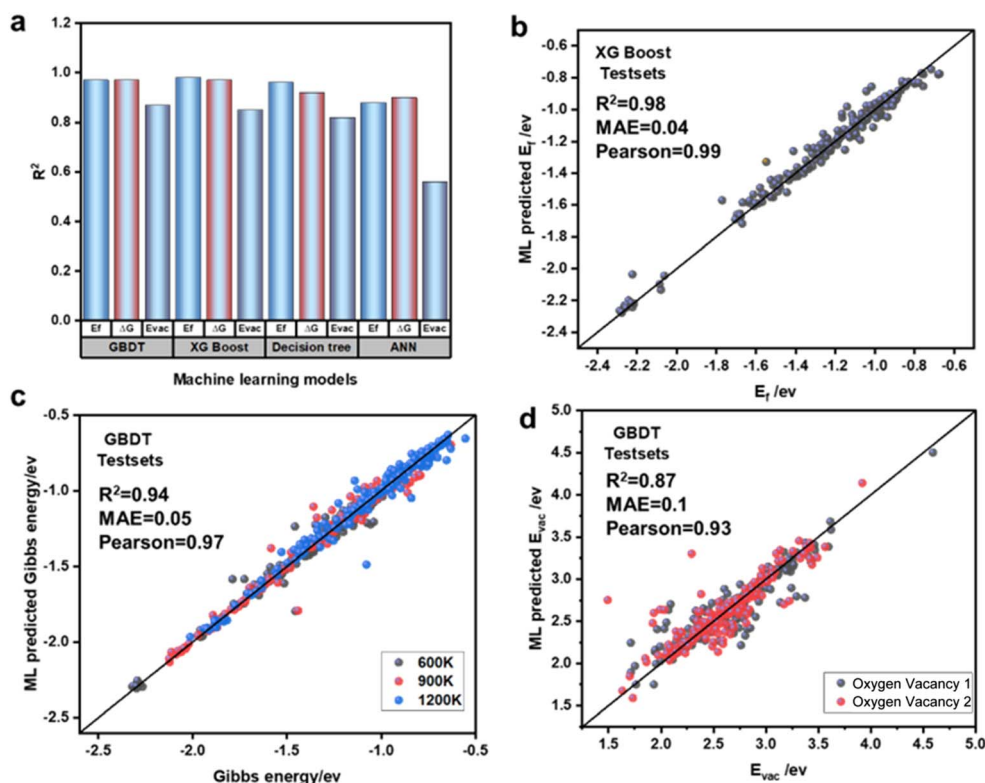 a
1.2
1.0
0.8
0.6
0.4
0.2
0.0
R²
Ef ΔG Evac Ef ΔG Evac Ef ΔG Evac Ef ΔG Evac
GBDT XG Boost Decision tree ANN
Machine learning models
b
XG Boost
Testsets
R²=0.98
MAE=0.04
Pearson=0.99
-0.6
-0.8
-1.0
-1.2
-1.4
-1.6
-1.8
-2.0
-2.2
-2.4
ML predicted Ef /ev
-2.4 -2.2 -2.0 -1.8 -1.6 -1.4 -1.2 -1.0 -0.8 -0.6
Ef /ev
c
GBDT
Testsets
R²=0.94
MAE=0.05
Pearson=0.97
-0.5
-1.0
-1.5
-2.0
-2.5
ML predicted Gibbs energy/ev
600K
900K
1200K
-2.5 -2.0 -1.5 -1.0 -0.5
Gibbs energy/ev
d
GBDT
Testsets
R²=0.87
MAE=0.1
Pearson=0.93
5.0
4.5
4.0
3.5
3.0
2.5
2.0
1.5
ML predicted Evac /ev
Oxygen Vacancy 1
Oxygen Vacancy 2
1.5 2.0 2.5 3.0 3.5 4.0 4.5 5.0
Evac /ev